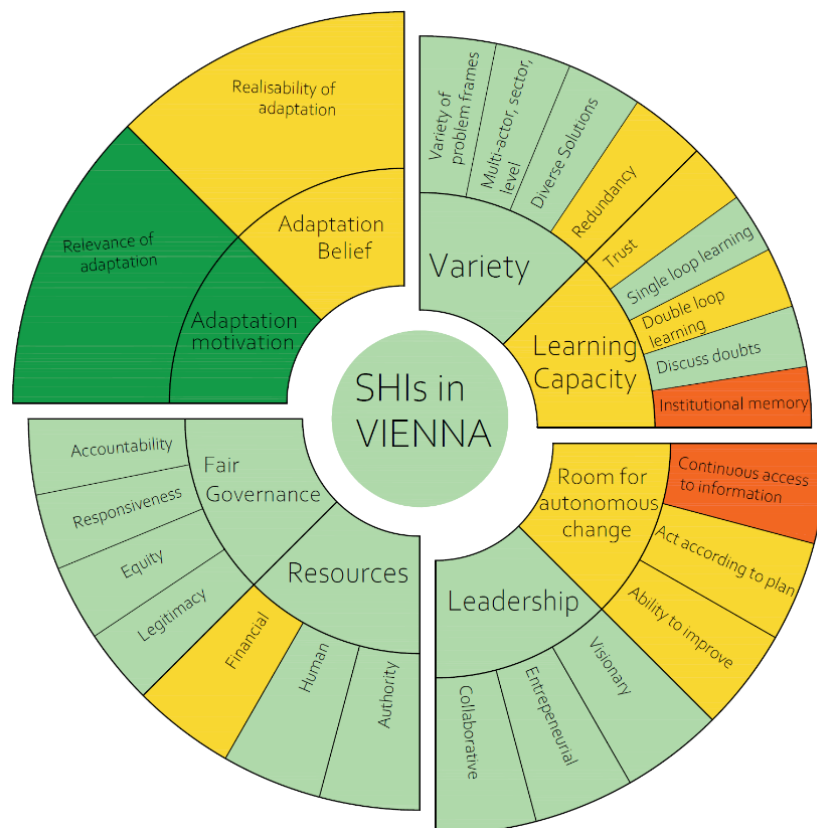 Realisability of
adaptation
Adaptation
Belief
Relevance of
adaptation
Adaptation
motivation
Variety of
problem frames
Multi-actor, sector,
level
Diverse Solutions
Redundancy
Variety
Trust
Single loop learning
Double loop
learning
Discuss doubts
Institutional memory
Learning
Capacity
SHIs in
VIENNA
Accountability
Responsiveness
Equity
Legitimacy
Fair
Governance
Resources
Financial
Human
Authority
Room for
autonomous
change
Continuous access
to information
Act according to plan
Ability to improve
Leadership
Visionary
Entrepeneurial
Collaborative